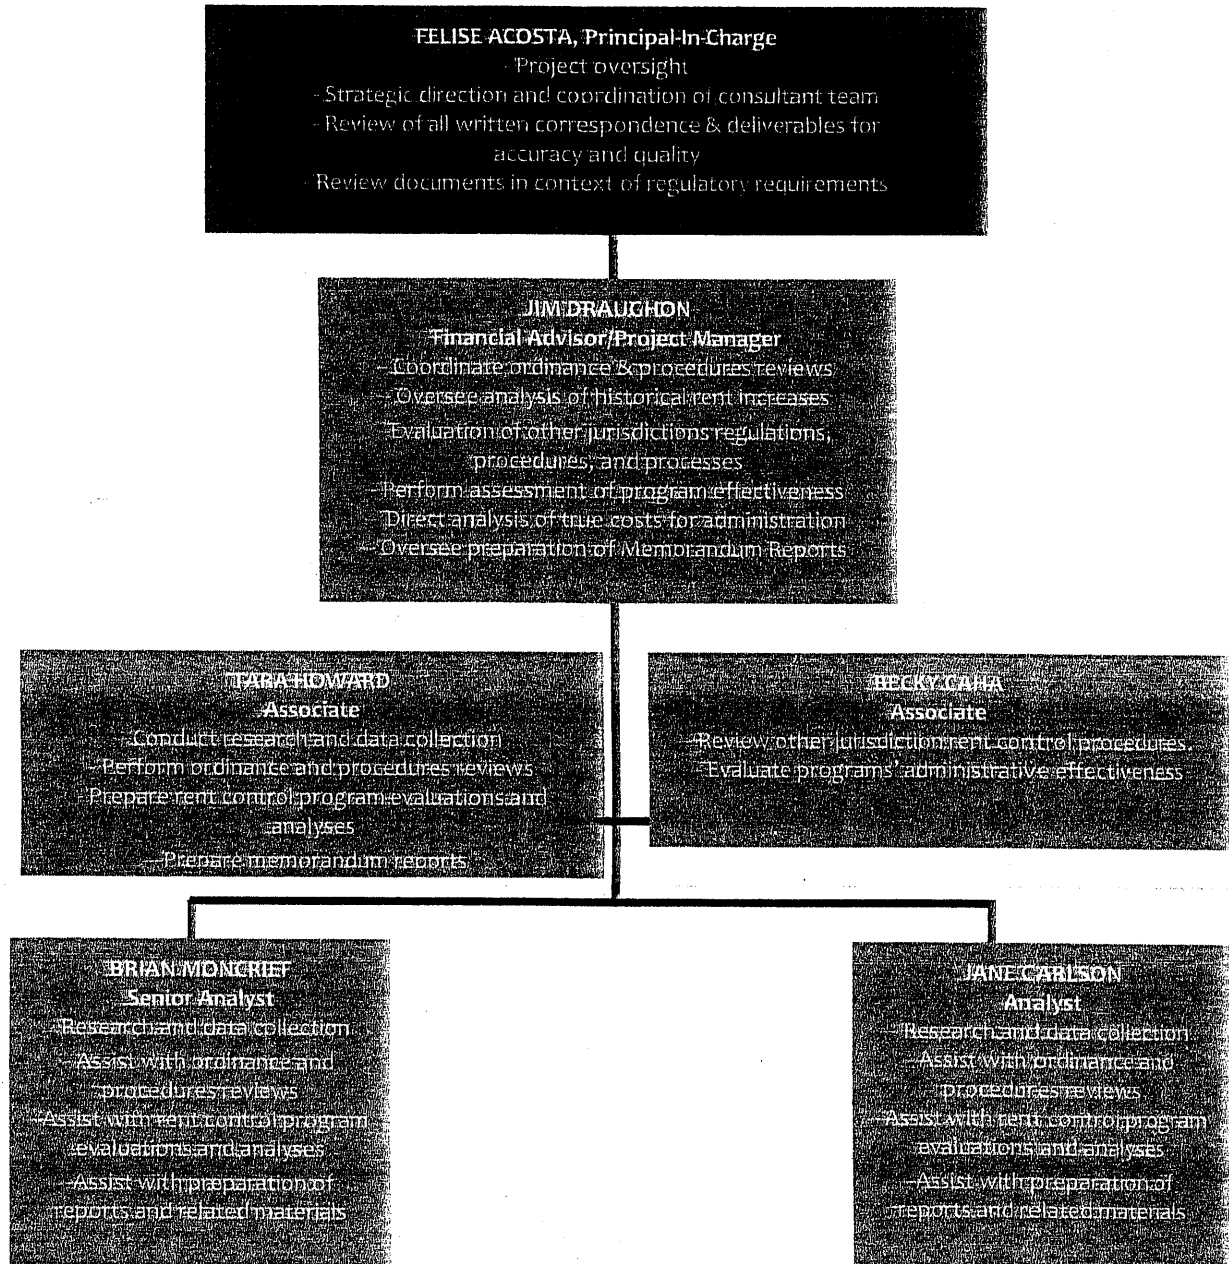 FELISE ACOSTA, Principal-In-Charge
- Project oversight
- Strategic direction and coordination of consultant team
- Review of all written correspondence & deliverables for
accuracy and quality
- Review documents in context of regulatory requirements
JIM DRAUGHON
Financial Advisor/Project Manager
- Coordinate ordinance & procedures reviews
- Oversee analysis of historical rent increases
- Evaluation of other jurisdictions regulations,
procedures, and processes
- Perform assessment of program effectiveness
- Direct analysis of true costs for administration
- Oversee preparation of Memorandum Reports
TARA HOWARD
Associate
- Conduct research and data collection
- Perform ordinance and procedures reviews
- Prepare rent control program evaluations and
analyses
- Prepare memorandum reports
BECKY CAHA
Associate
- Review other jurisdiction rent control procedures.
- Evaluate programs' administrative effectiveness
BRIAN MONCRIEF
Senior Analyst
- Research and data collection
- Assist with ordinance and
procedures reviews
- Assist with rent control program
evaluations and analyses
- Assist with preparation of
reports and related materials
JANE CARLSON
Analyst
- Research and data collection
- Assist with ordinance and
procedures reviews
- Assist with rent control program
evaluations and analyses
- Assist with preparation of
reports and related materials